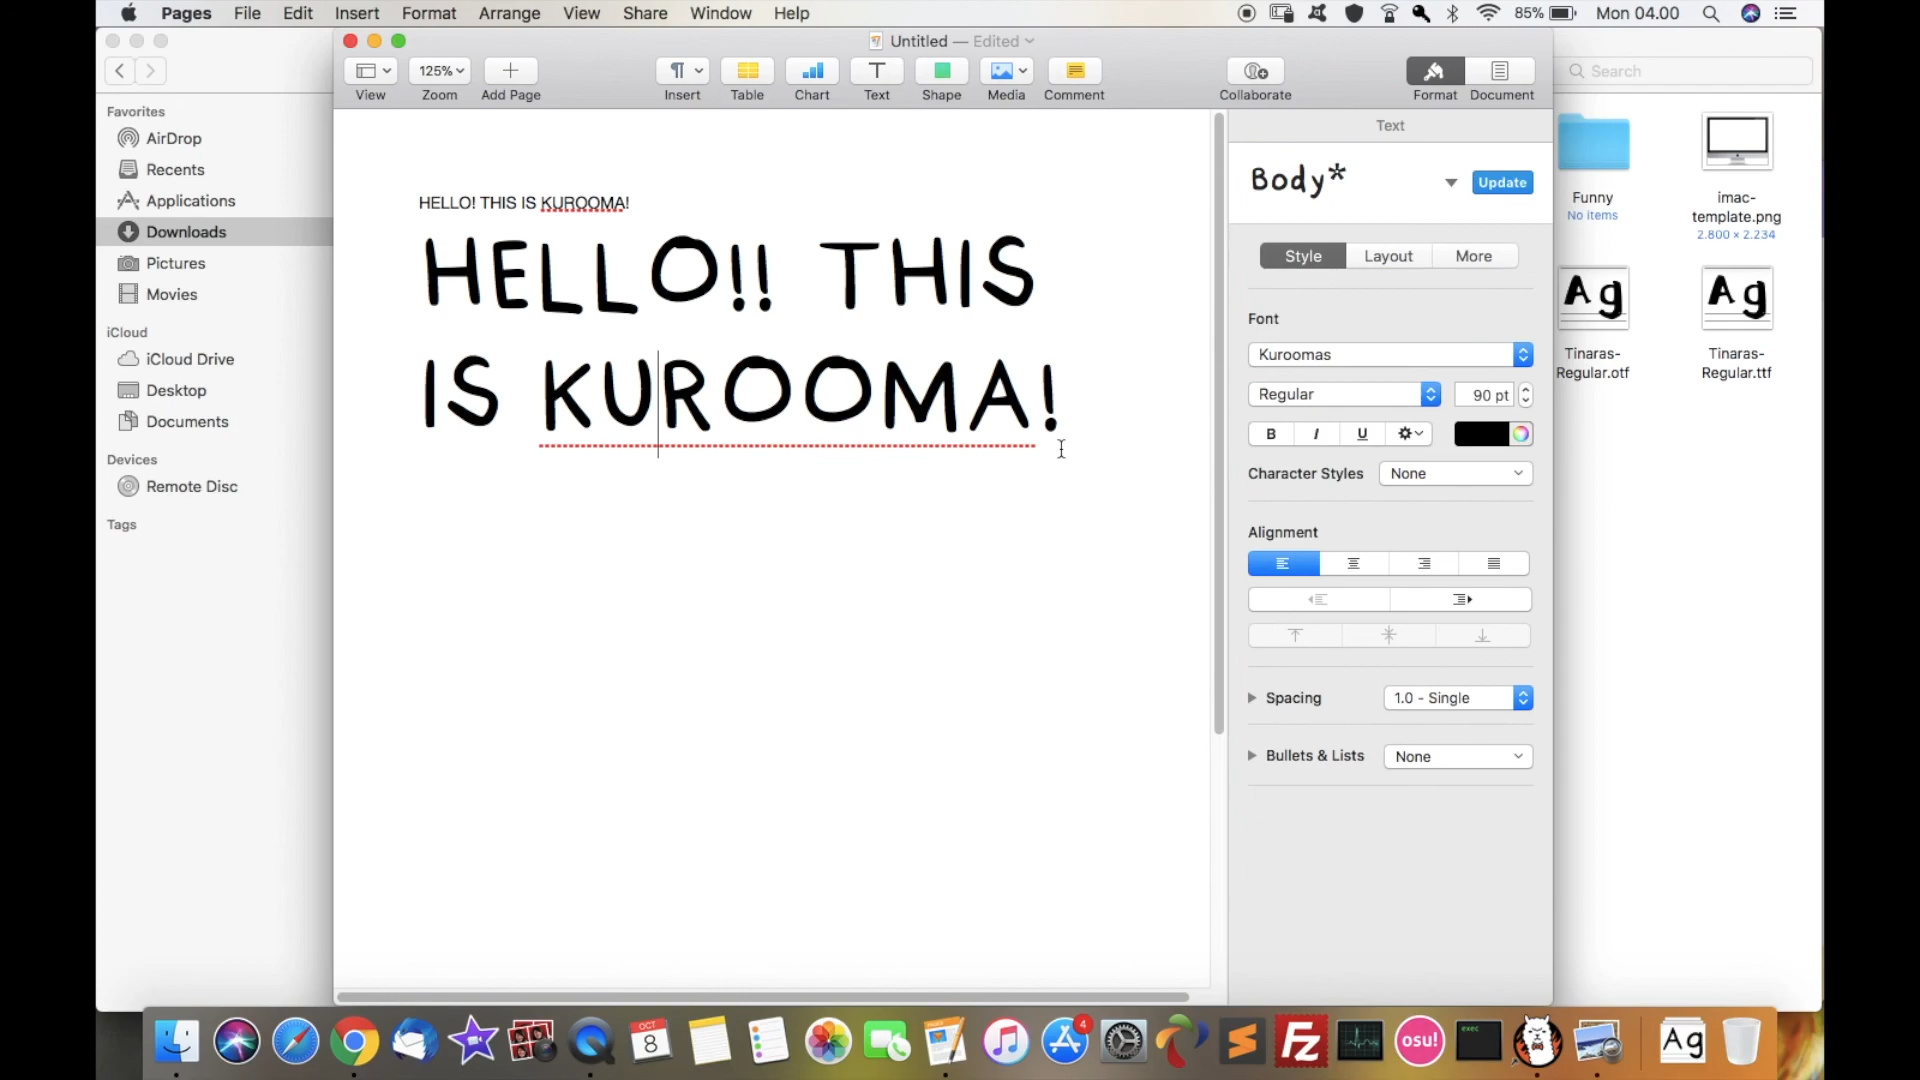 Pages File Edit Insert Format Arrange View Share Window Help
85% Mon 04.00
Untitled — Edited
View
125%
Zoom
Add Page
Insert
Table
Chart
Text
Shape
Media
Comment
Collaborate
Format
Document
Search
Favorites
AirDrop
Recents
Applications
Downloads
Pictures
Movies
iCloud
iCloud Drive
Desktop
Documents
Devices
Remote Disc
Tags
HELLO! THIS IS KUROOMA!
HELLO!! THIS
IS KUROOMA!
Text
Body*
Update
Style Layout More
Font
Kuroomas
Regular
90 pt
B I U
Character Styles
None
Alignment
Spacing
1.0 - Single
Bullets & Lists
None
Funny
No items
imac-
template.png
2.800 × 2.234
Ag
Tinaras-
Regular.otf
Ag
Tinaras-
Regular.ttf
OCT
8
4
Fz
osu!
exec
Ag